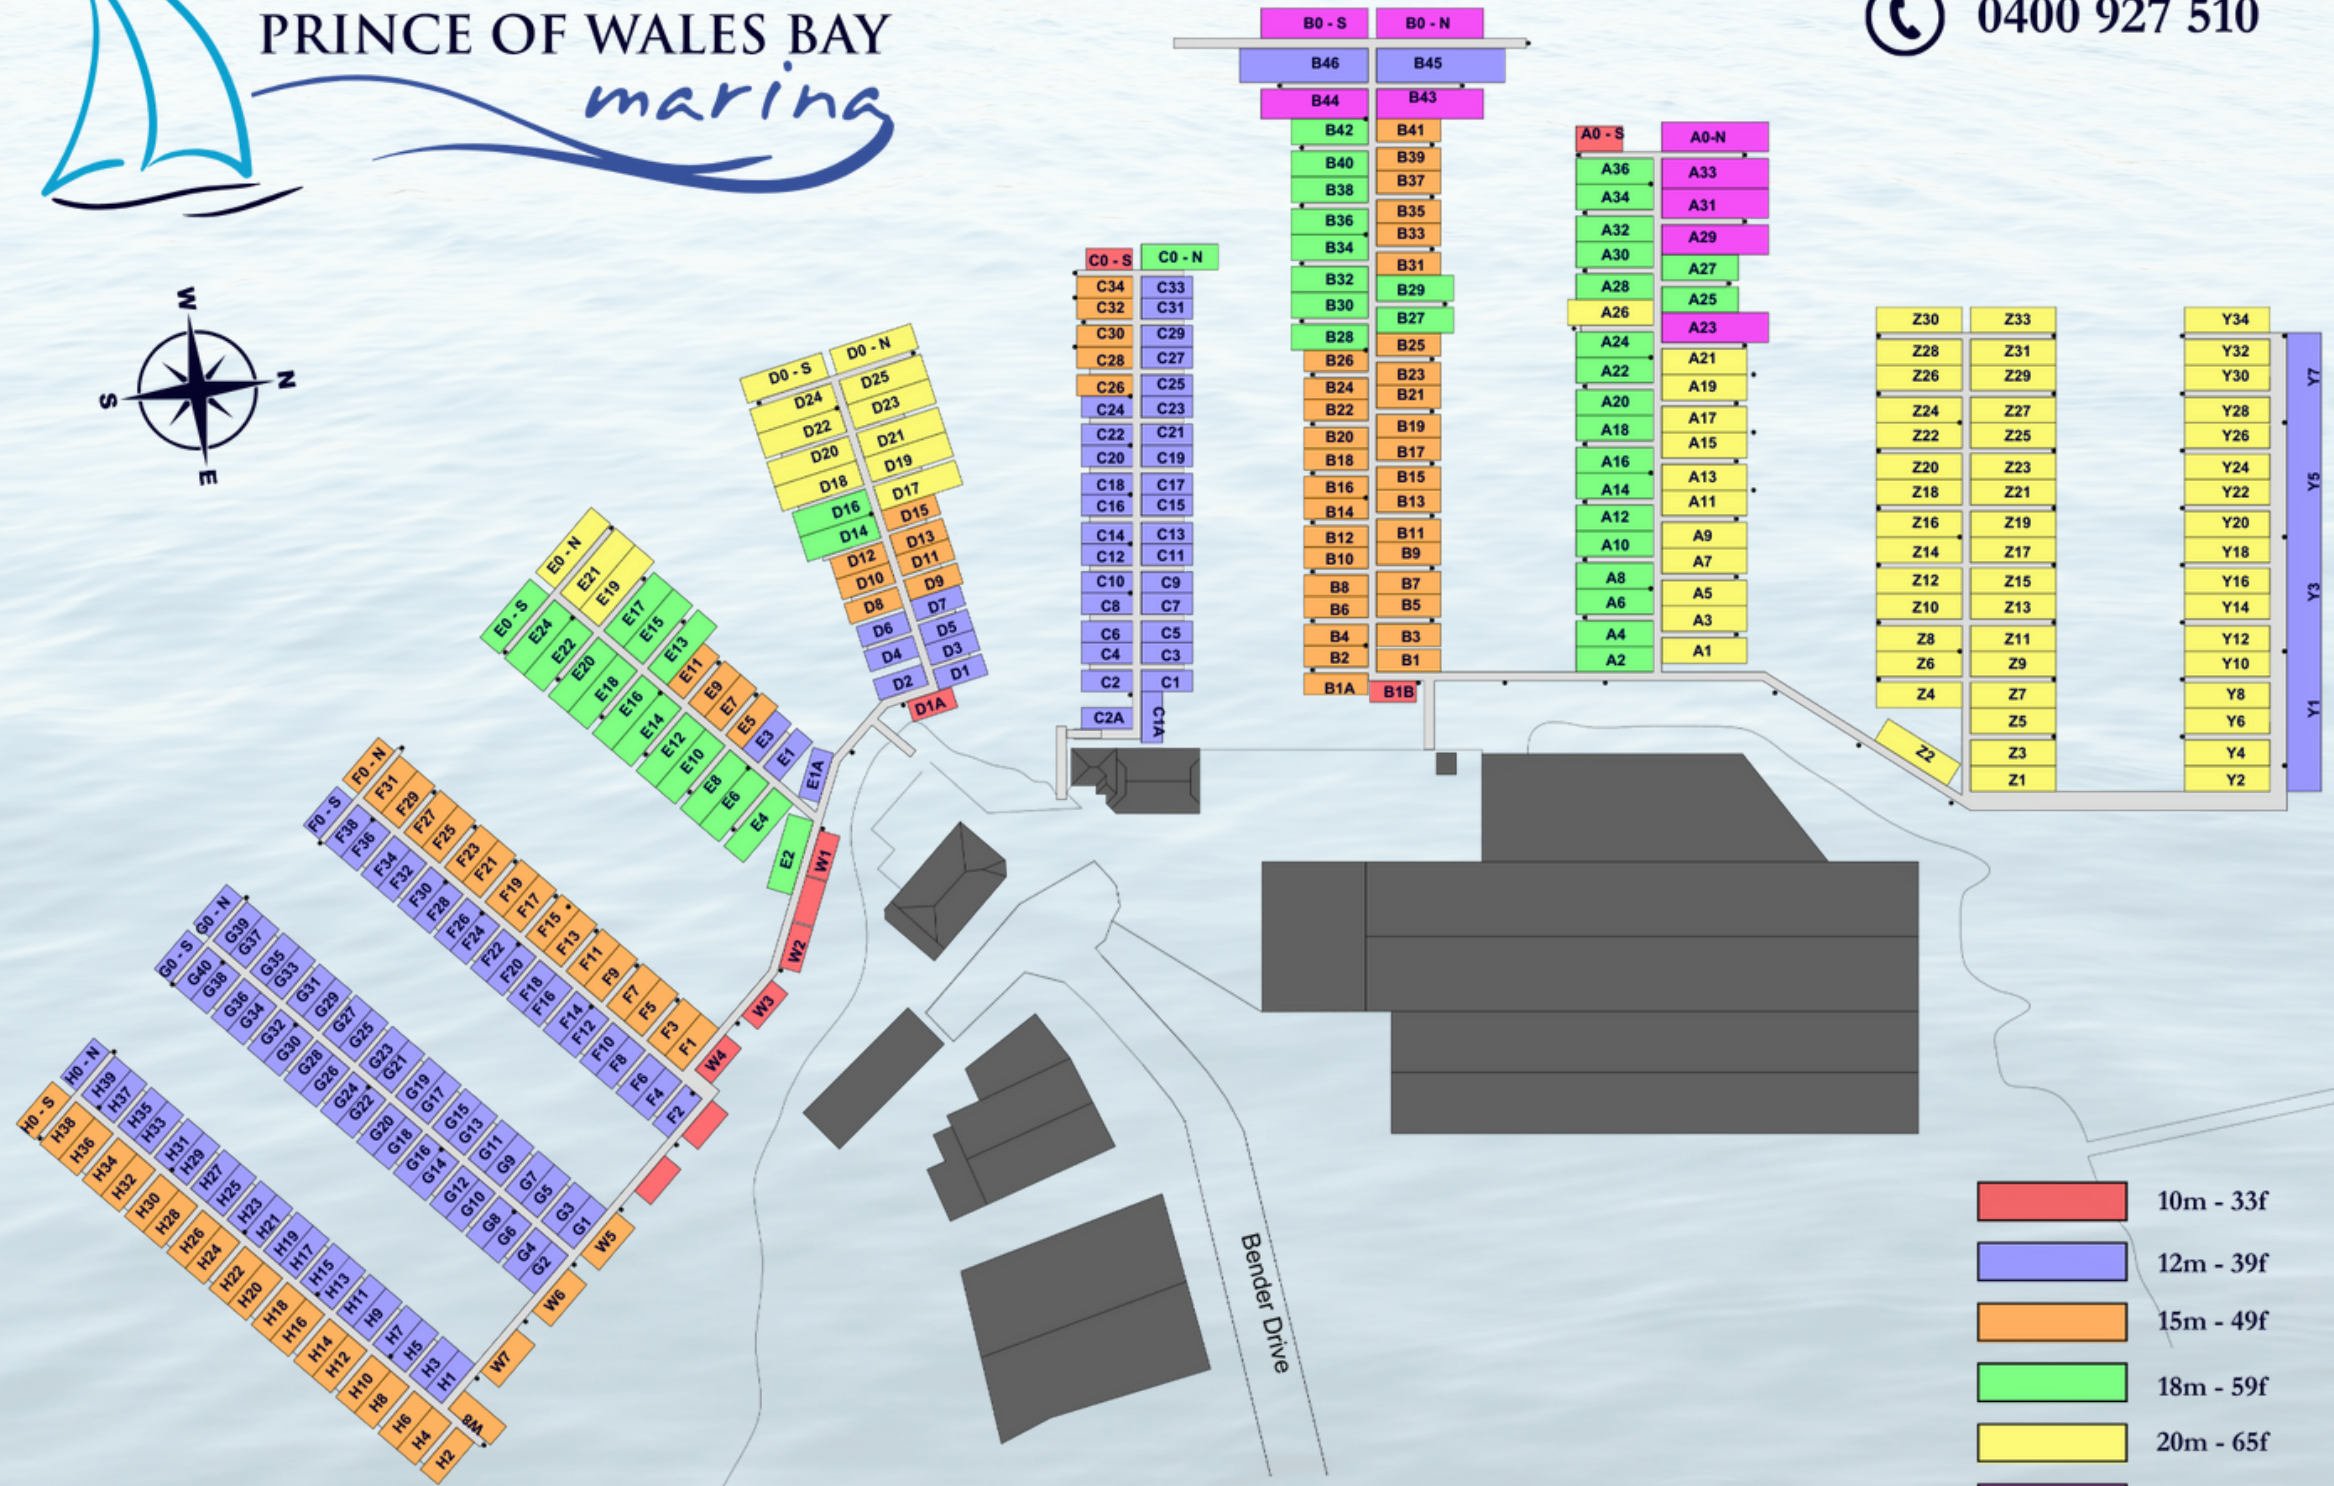 PRINCE OF WALES BAY
marina
0400 927 510
W
N
S
E
B0 - S
B0 - N
B46
B45
B44
B43
B42
B41
B40
B39
B38
B37
B36
B35
B34
B33
B32
B31
B30
B29
B28
B27
B26
B25
B24
B23
B22
B21
B20
B19
B18
B17
B16
B15
B14
B13
B12
B11
B10
B9
B8
B7
B6
B5
B4
B3
B2
B1
B1A
B1B
A0 - S
A0-N
A36
A33
A34
A31
A32
A29
A30
A27
A28
A25
A26
A23
A24
A21
A22
A19
A20
A17
A18
A15
A16
A13
A14
A11
A12
A9
A10
A7
A8
A5
A6
A3
A4
A1
A2
Z30
Z33
Z28
Z31
Z26
Z29
Z24
Z27
Z22
Z25
Z20
Z23
Z18
Z21
Z16
Z19
Z14
Z17
Z12
Z15
Z10
Z13
Z8
Z11
Z6
Z9
Z4
Z7
Z5
Z2
Z3
Z1
Y34
Y32
Y30
Y28
Y26
Y24
Y22
Y20
Y18
Y16
Y14
Y12
Y10
Y8
Y6
Y4
Y2
Y7
Y5
Y3
Y1
C0 - S
C0 - N
C34
C33
C32
C31
C30
C29
C28
C27
C26
C25
C24
C23
C22
C21
C20
C19
C18
C17
C16
C15
C14
C13
C12
C11
C10
C9
C8
C7
C6
C5
C4
C3
C2
C1
C2A
C1A
D0 - S
D0 - N
D24
D25
D22
D23
D20
D21
D18
D19
D16
D17
D14
D15
D12
D13
D10
D11
D8
D9
D6
D7
D4
D5
D2
D3
D1
D1A
E0 - N
E0 - S
E21
E19
E17
E15
E13
E11
E9
E7
E5
E3
E1
E1A
E24
E22
E20
E18
E16
E14
E12
E10
E8
E6
E4
E2
W1
W2
W3
W4
W5
W6
W7
W8
F0 - N
F0 - S
F31
F29
F27
F25
F23
F21
F19
F17
F15
F13
F11
F9
F7
F5
F3
F1
F38
F36
F34
F32
F30
F28
F26
F24
F22
F20
F18
F16
F14
F12
F10
F8
F6
F4
F2
G0 - N
G0 - S
G39
G37
G35
G33
G31
G29
G27
G25
G23
G21
G19
G17
G15
G13
G11
G9
G7
G5
G3
G1
G40
G38
G36
G34
G32
G30
G28
G26
G24
G22
G20
G18
G16
G14
G12
G10
G8
G6
G4
G2
H0 - N
H0 - S
H39
H37
H35
H33
H31
H29
H27
H25
H23
H21
H19
H17
H15
H13
H11
H9
H7
H5
H3
H1
H38
H36
H34
H32
H30
H28
H26
H24
H22
H20
H18
H16
H14
H12
H10
H8
H6
H4
H2
Bender Drive
10m - 33f
12m - 39f
15m - 49f
18m - 59f
20m - 65f